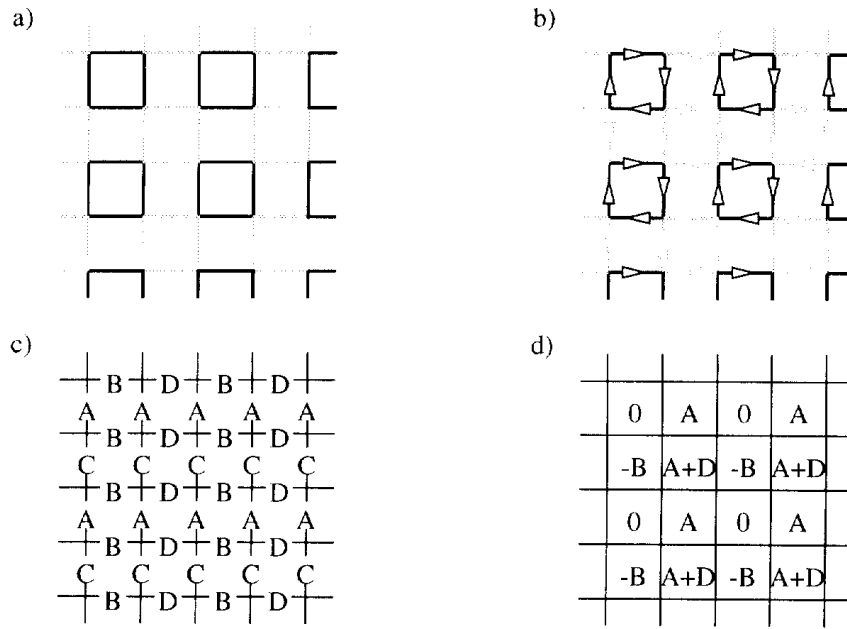 a)
b)
c)
B D B D
A A A A A
B D B D
C C C C C
B D B D
A A A A A
B D B D
C C C C C
B D B D
d)
0 A 0 A
-B A+D -B A+D
0 A 0 A
-B A+D -B A+D